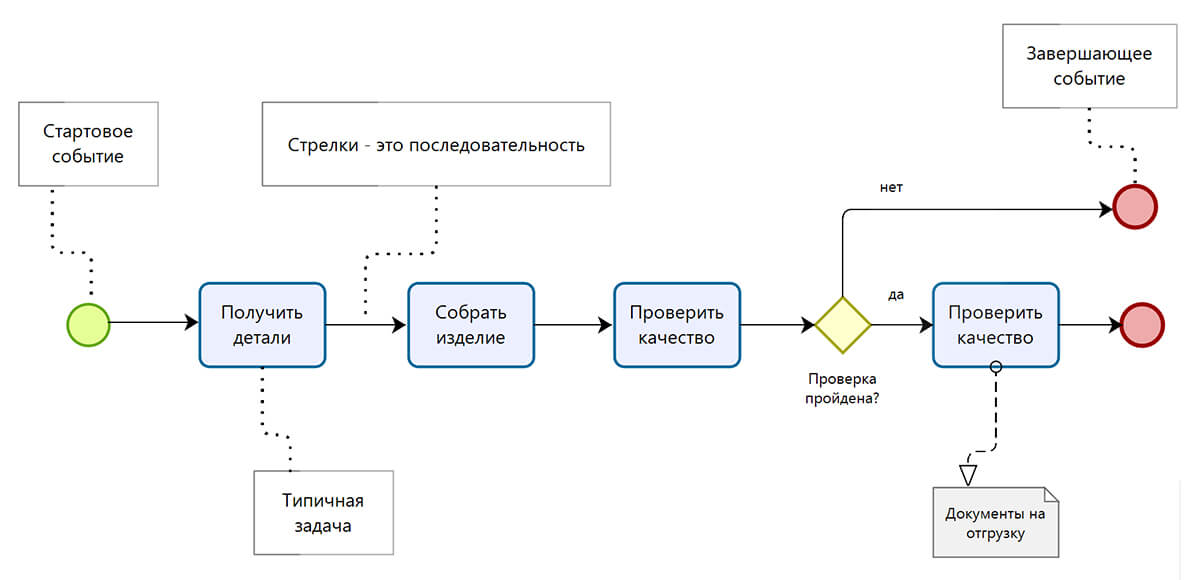 Завершающее
событие
Стартовое
событие
Стрелки - это последовательность
нет
Получить
детали
Собрать
изделие
Проверить
качество
да
Проверить
качество
Проверка
пройдена?
Типичная
задача
Документы на
отгрузку